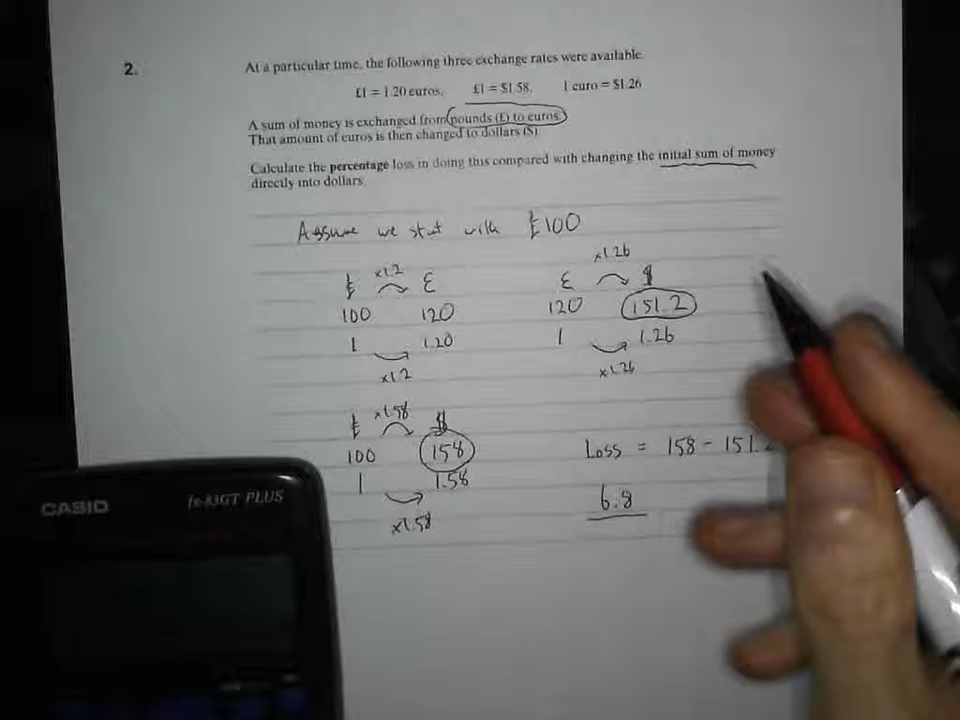 2.
At a particular time, the following three exchange rates were available.
£1 = 1.20 euros, £1 = $1.58, 1 euro = $1.26
A sum of money is exchanged from pounds (£) to euros.
That amount of euros is then changed to dollars ($)
Calculate the percentage loss in doing this compared with changing the initial sum of money
directly into dollars
Assume we start with £100
×1.2 ×1.26
£ € € $
100 120 120 151.2
1 1.20 1 1.26
×1.2 ×1.26
×1.58
£ $
100 158 Loss = 158 - 151.2
1 1.58
6.8
×1.58
CASIO fx-83GT PLUS